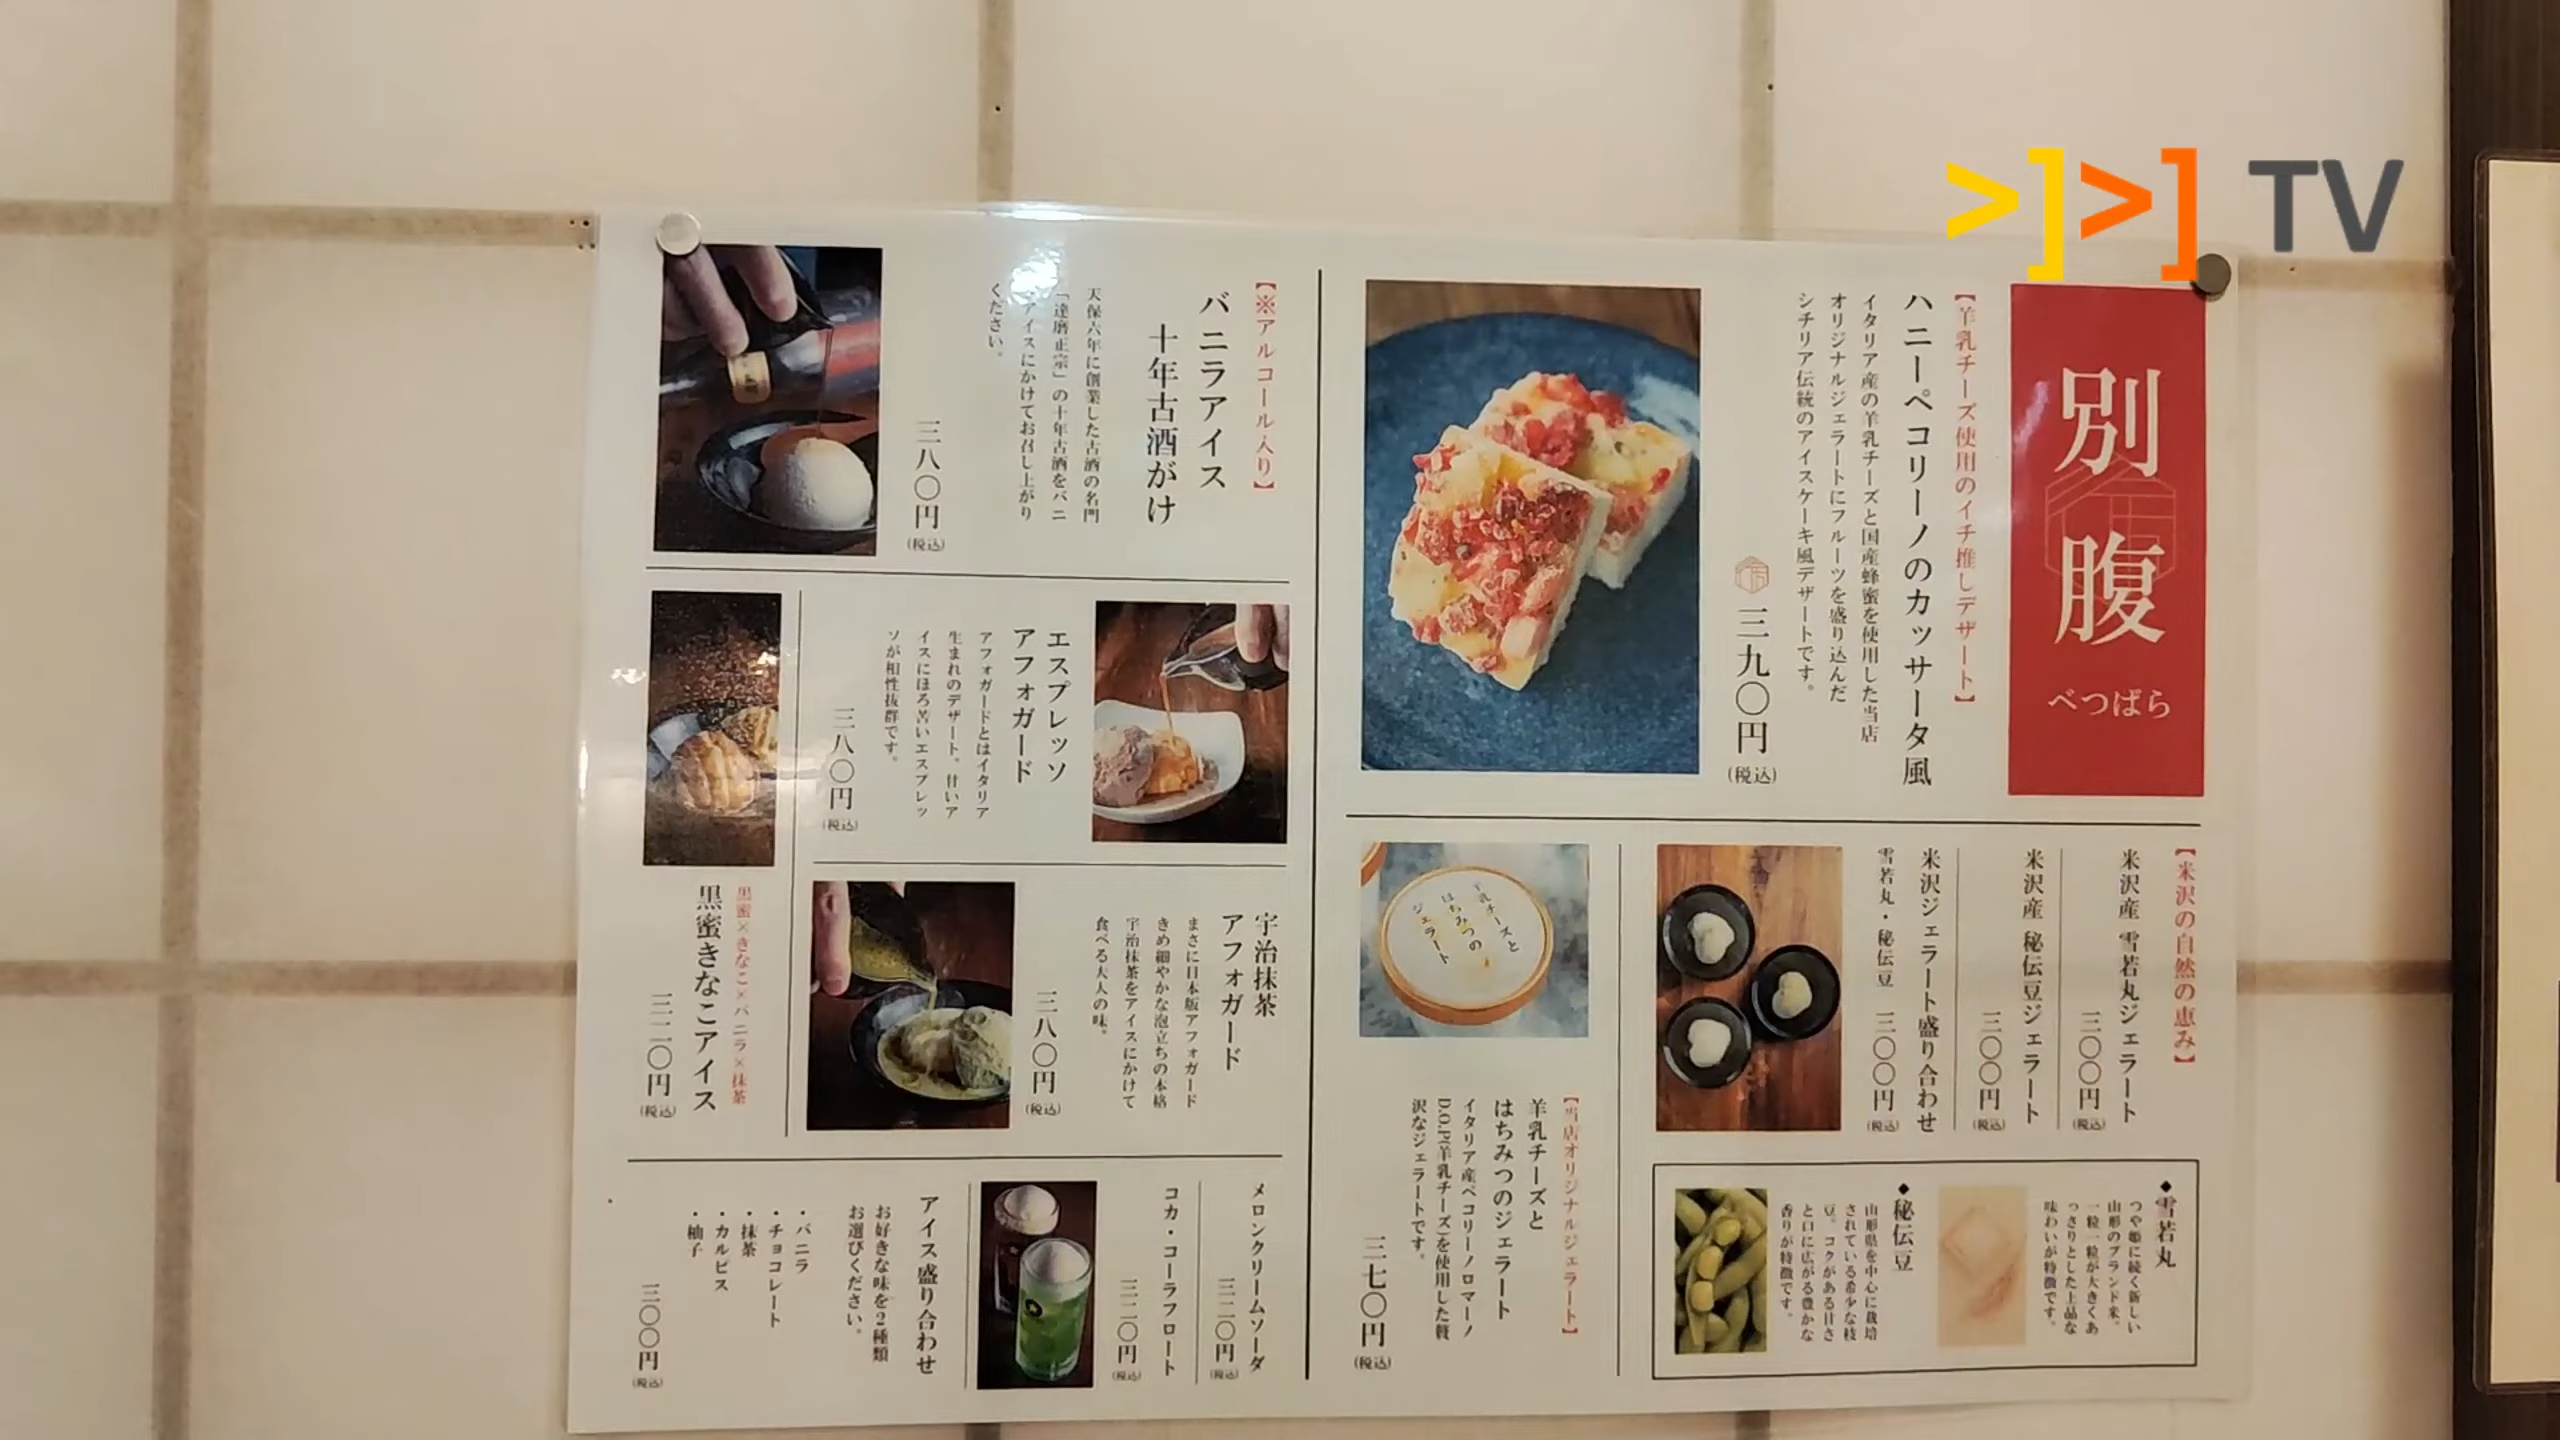 >]>] TV
別腹
べつばら
【羊乳チーズ使用のイチ推しデザート】
ハニーペコリーノのカッサータ風
イタリア産の羊乳チーズと国産蜂蜜を使用した当店
オリジナルジェラートにフルーツを盛り込んだ
シチリア伝統のアイスケーキ風デザートです。
三九〇円
(税込)
【米沢の自然の恵み】
米沢産 雪若丸ジェラート
三〇〇円(税込)
米沢産 秘伝豆ジェラート
三〇〇円(税込)
米沢ジェラート盛り合わせ
雪若丸・秘伝豆
三〇〇円(税込)
◆雪若丸
つや姫に続く新しい
山形のブランド米。
一粒一粒が大きくあ
っさりとした上品な
味わいが特徴です。
◆秘伝豆
山形県を中心に栽培
されている希少な枝
豆。コクがある甘さ
と口に広がる豊かな
香りが特徴です。
羊乳チーズと
はちみつの
ジェラート
【当店オリジナルジェラート】
羊乳チーズと
はちみつのジェラート
イタリア産ペコリーノロマーノ
D.O.P(羊乳チーズ)を使用した贅
沢なジェラートです。
三七〇円
(税込)
【※アルコール入り】
バニラアイス
十年古酒がけ
天保六年に創業した古酒の名門
「達磨正宗」の十年古酒をバニ
ラアイスにかけてお召し上がり
ください。
三八〇円
(税込)
エスプレッソ
アフォガード
アフォガードとはイタリア
生まれのデザート。甘いア
イスにほろ苦いエスプレッ
ソが相性抜群です。
三八〇円
(税込)
宇治抹茶
アフォガード
まさに日本版アフォガード
きめ細やかな泡立ちの本格
宇治抹茶をアイスにかけて
食べる大人の味。
三八〇円
(税込)
黒蜜×きなこ×バニラ×抹茶
黒蜜きなこアイス
三二〇円
(税込)
メロンクリームソーダ
三二〇円(税込)
コカ・コーラフロート
三二〇円(税込)
アイス盛り合わせ
お好きな味を2種類
お選びください。
・バニラ
・チョコレート
・抹茶
・カルピス
・柚子
三〇〇円
(税込)